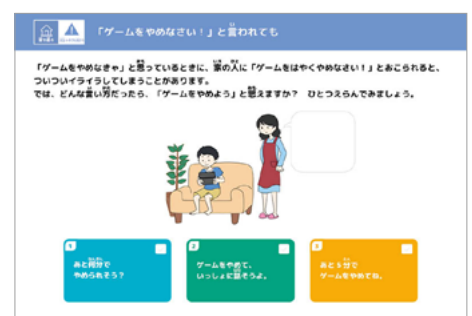 「ゲームをやめなさい！」と言われても
「ゲームをやめなきゃ」と思っているときに、家の人に「ゲームをはやくやめなさい！」とおこられると、
ついついイライラしてしまうことがあります。
では、どんな言い方だったら、「ゲームをやめよう」と思えますか？ ひとつえらんでみましょう。
1
あと何分で
やめられそう？
2
ゲームをやめて、
いっしょに話そうよ。
3
あと5分で
ゲームをやめてね。